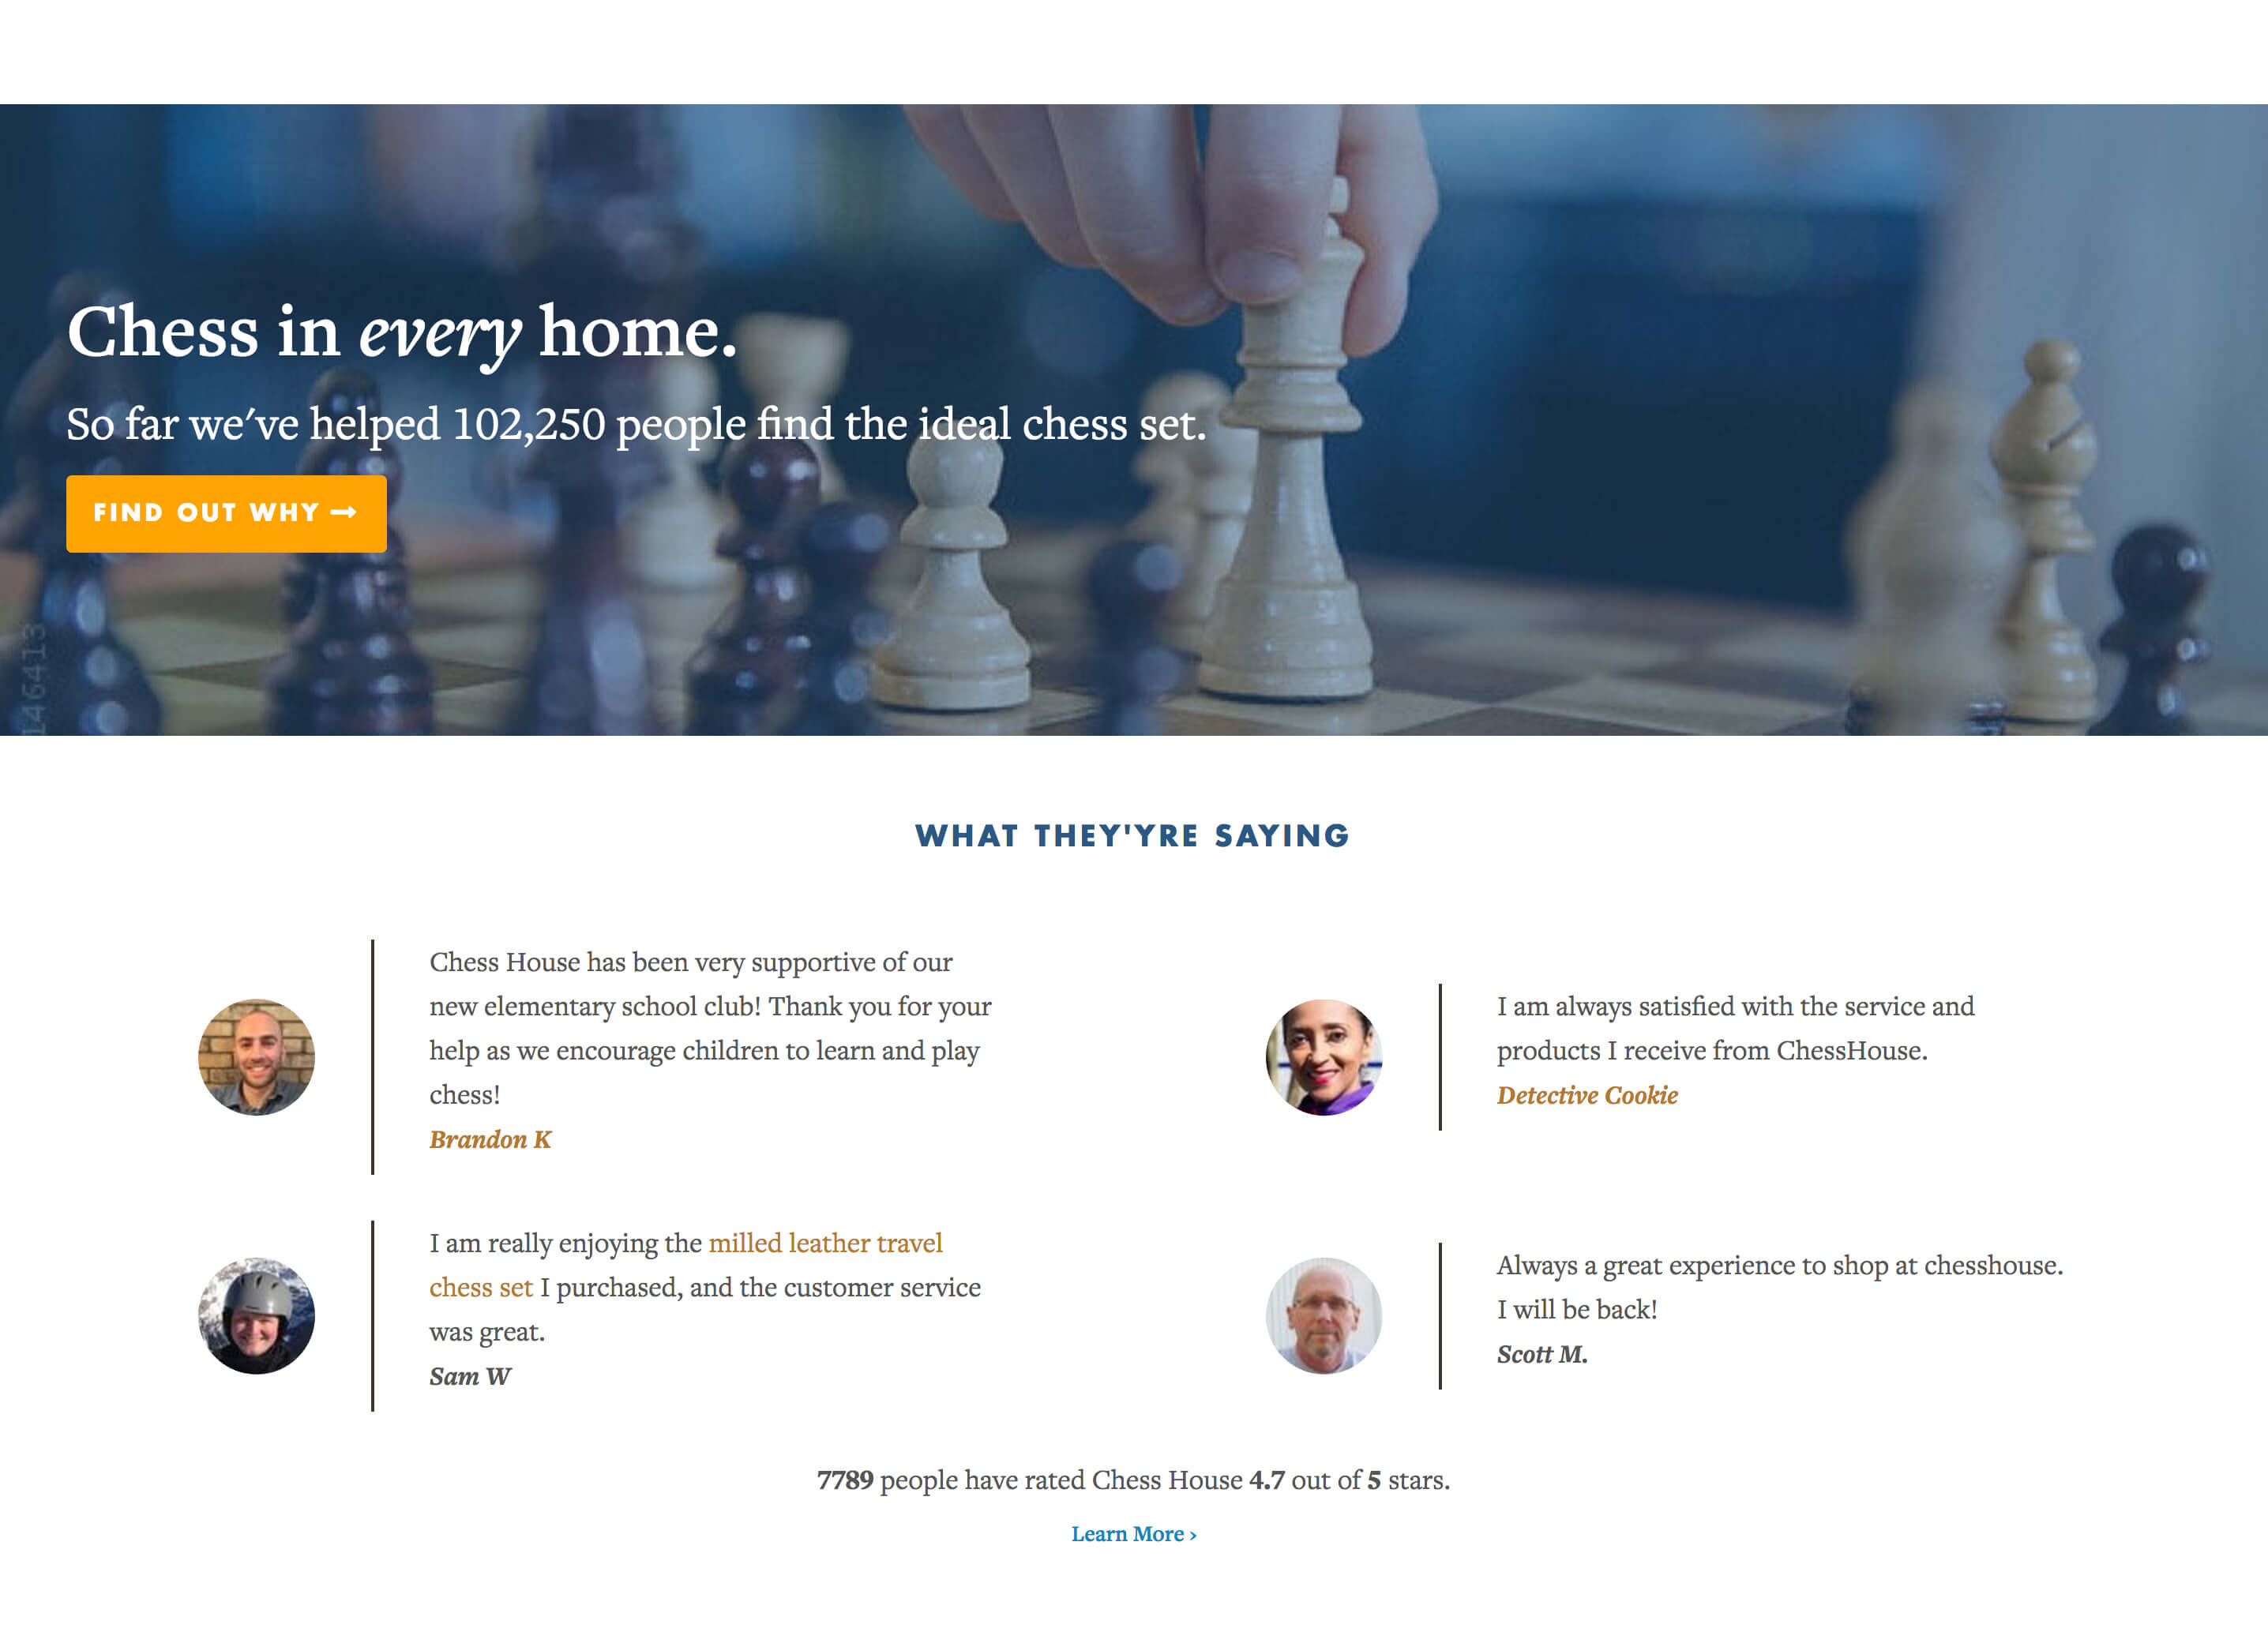 Chess in every home.
So far we've helped 102,250 people find the ideal chess set.
FIND OUT WHY →
146413
WHAT THEY'YRE SAYING
Chess House has been very supportive of our
new elementary school club! Thank you for your
help as we encourage children to learn and play
chess!
Brandon K
I am always satisfied with the service and
products I receive from ChessHouse.
Detective Cookie
I am really enjoying the milled leather travel
chess set I purchased, and the customer service
was great.
Sam W
Always a great experience to shop at chesshouse.
I will be back!
Scott M.
7789 people have rated Chess House 4.7 out of 5 stars.
Learn More ›